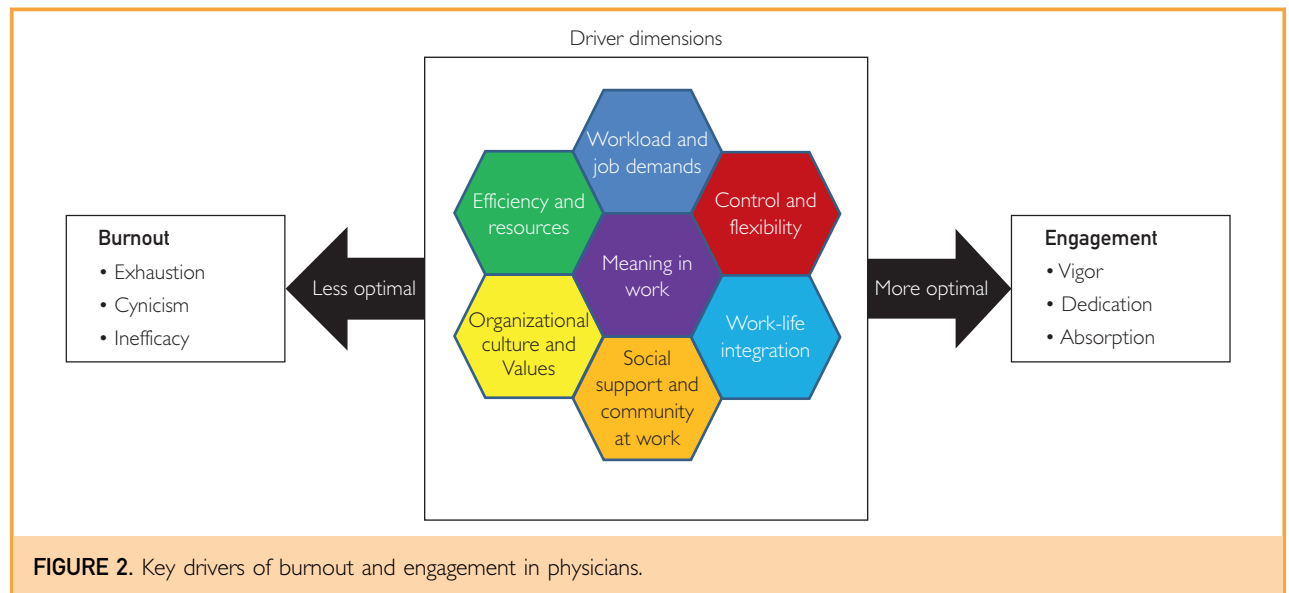 Driver dimensions
Workload and
job demands
Efficiency and
resources
Control and
flexibility
Meaning in
work
Organizational
culture and
Values
Work-life
integration
Social
support and
community
at work
Less optimal
More optimal
Burnout
• Exhaustion
• Cynicism
• Inefficacy
Engagement
• Vigor
• Dedication
• Absorption
FIGURE 2. Key drivers of burnout and engagement in physicians.